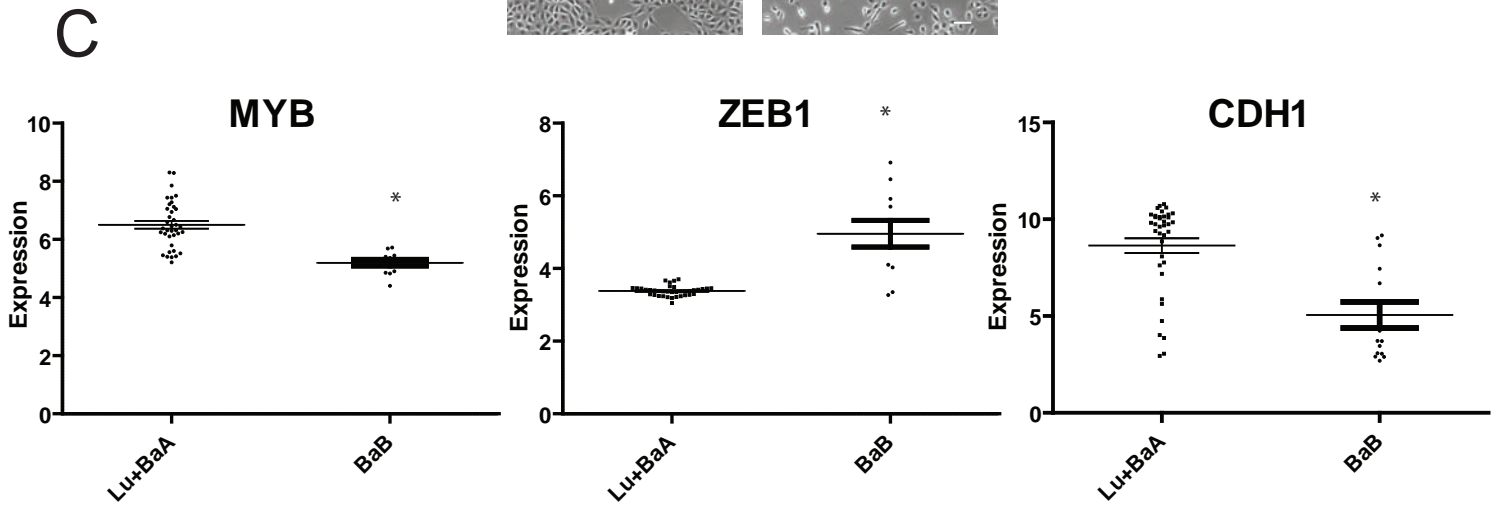 C
MYB
Expression
10
8
6
4
2
0
*
Lu+BaA
BaB
ZEB1
Expression
8
6
4
2
0
*
Lu+BaA
BaB
CDH1
Expression
15
10
5
0
*
Lu+BaA
BaB